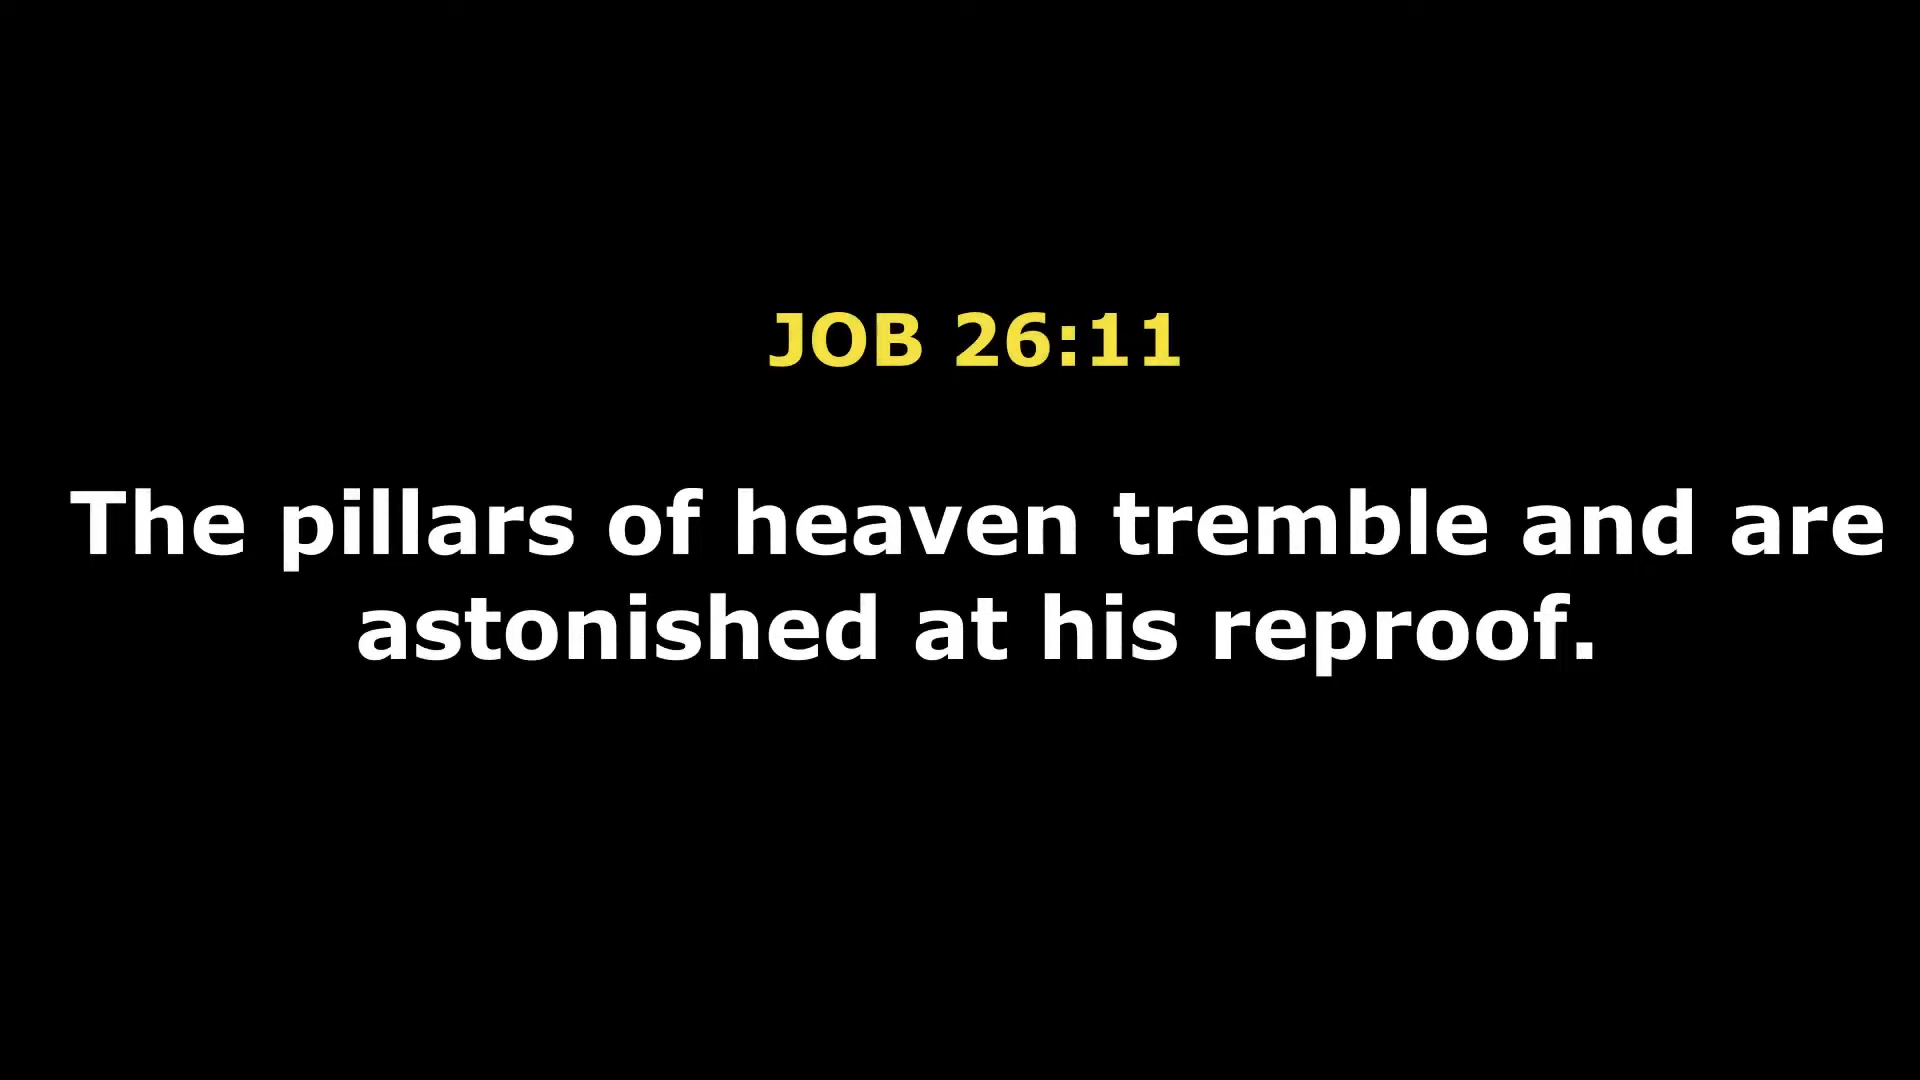 JOB 26:11
The pillars of heaven tremble and are
astonished at his reproof.